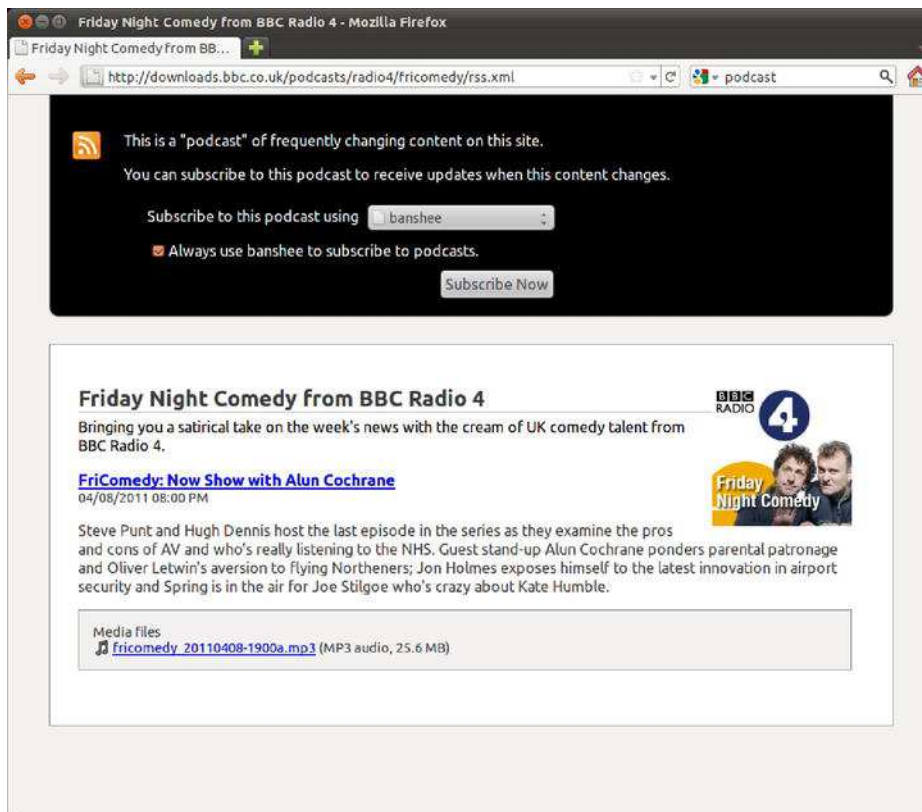 Friday Night Comedy from BBC Radio 4 - Mozilla Firefox
Friday Night Comedy from BB...
http://downloads.bbc.co.uk/podcasts/radio4/fricomedy/rss.xml
podcast
This is a "podcast" of frequently changing content on this site.
You can subscribe to this podcast to receive updates when this content changes.
Subscribe to this podcast using banshee
Always use banshee to subscribe to podcasts.
Subscribe Now
Friday Night Comedy from BBC Radio 4
BBC
RADIO 4
Bringing you a satirical take on the week's news with the cream of UK comedy talent from
BBC Radio 4.
FriComedy: Now Show with Alun Cochrane
04/08/2011 08:00 PM
Friday
Night Comedy
Steve Punt and Hugh Dennis host the last episode in the series as they examine the pros
and cons of AV and who's really listening to the NHS. Guest stand-up Alun Cochrane ponders parental patronage
and Oliver Letwin's aversion to flying Northeners; Jon Holmes exposes himself to the latest innovation in airport
security and Spring is in the air for Joe Stilgoe who's crazy about Kate Humble.
Media files
fricomedy_20110408-1900a.mp3 (MP3 audio, 25.6 MB)